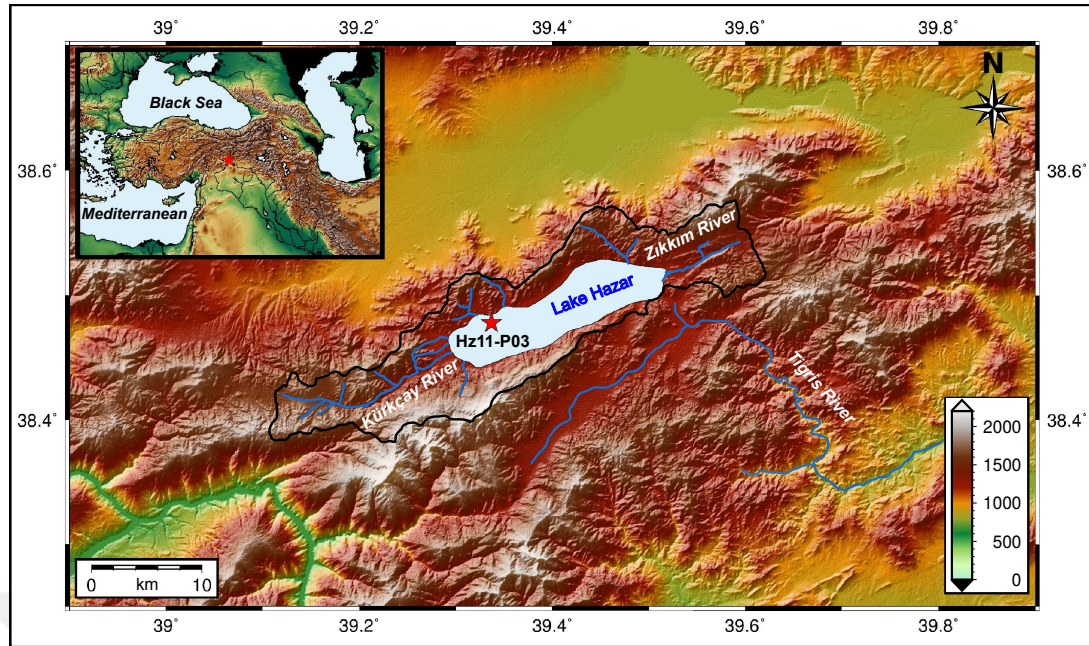 39 39.2 39.4 39.6 39.8
N
Black Sea
Mediterranean
38.6
38.6
Zıkkım River
Lake Hazar
Hz11-P03
Kürkçay River
Tigris River
38.4
38.4
2000
1500
1000
500
0
0 km 10
39 39.2 39.4 39.6 39.8